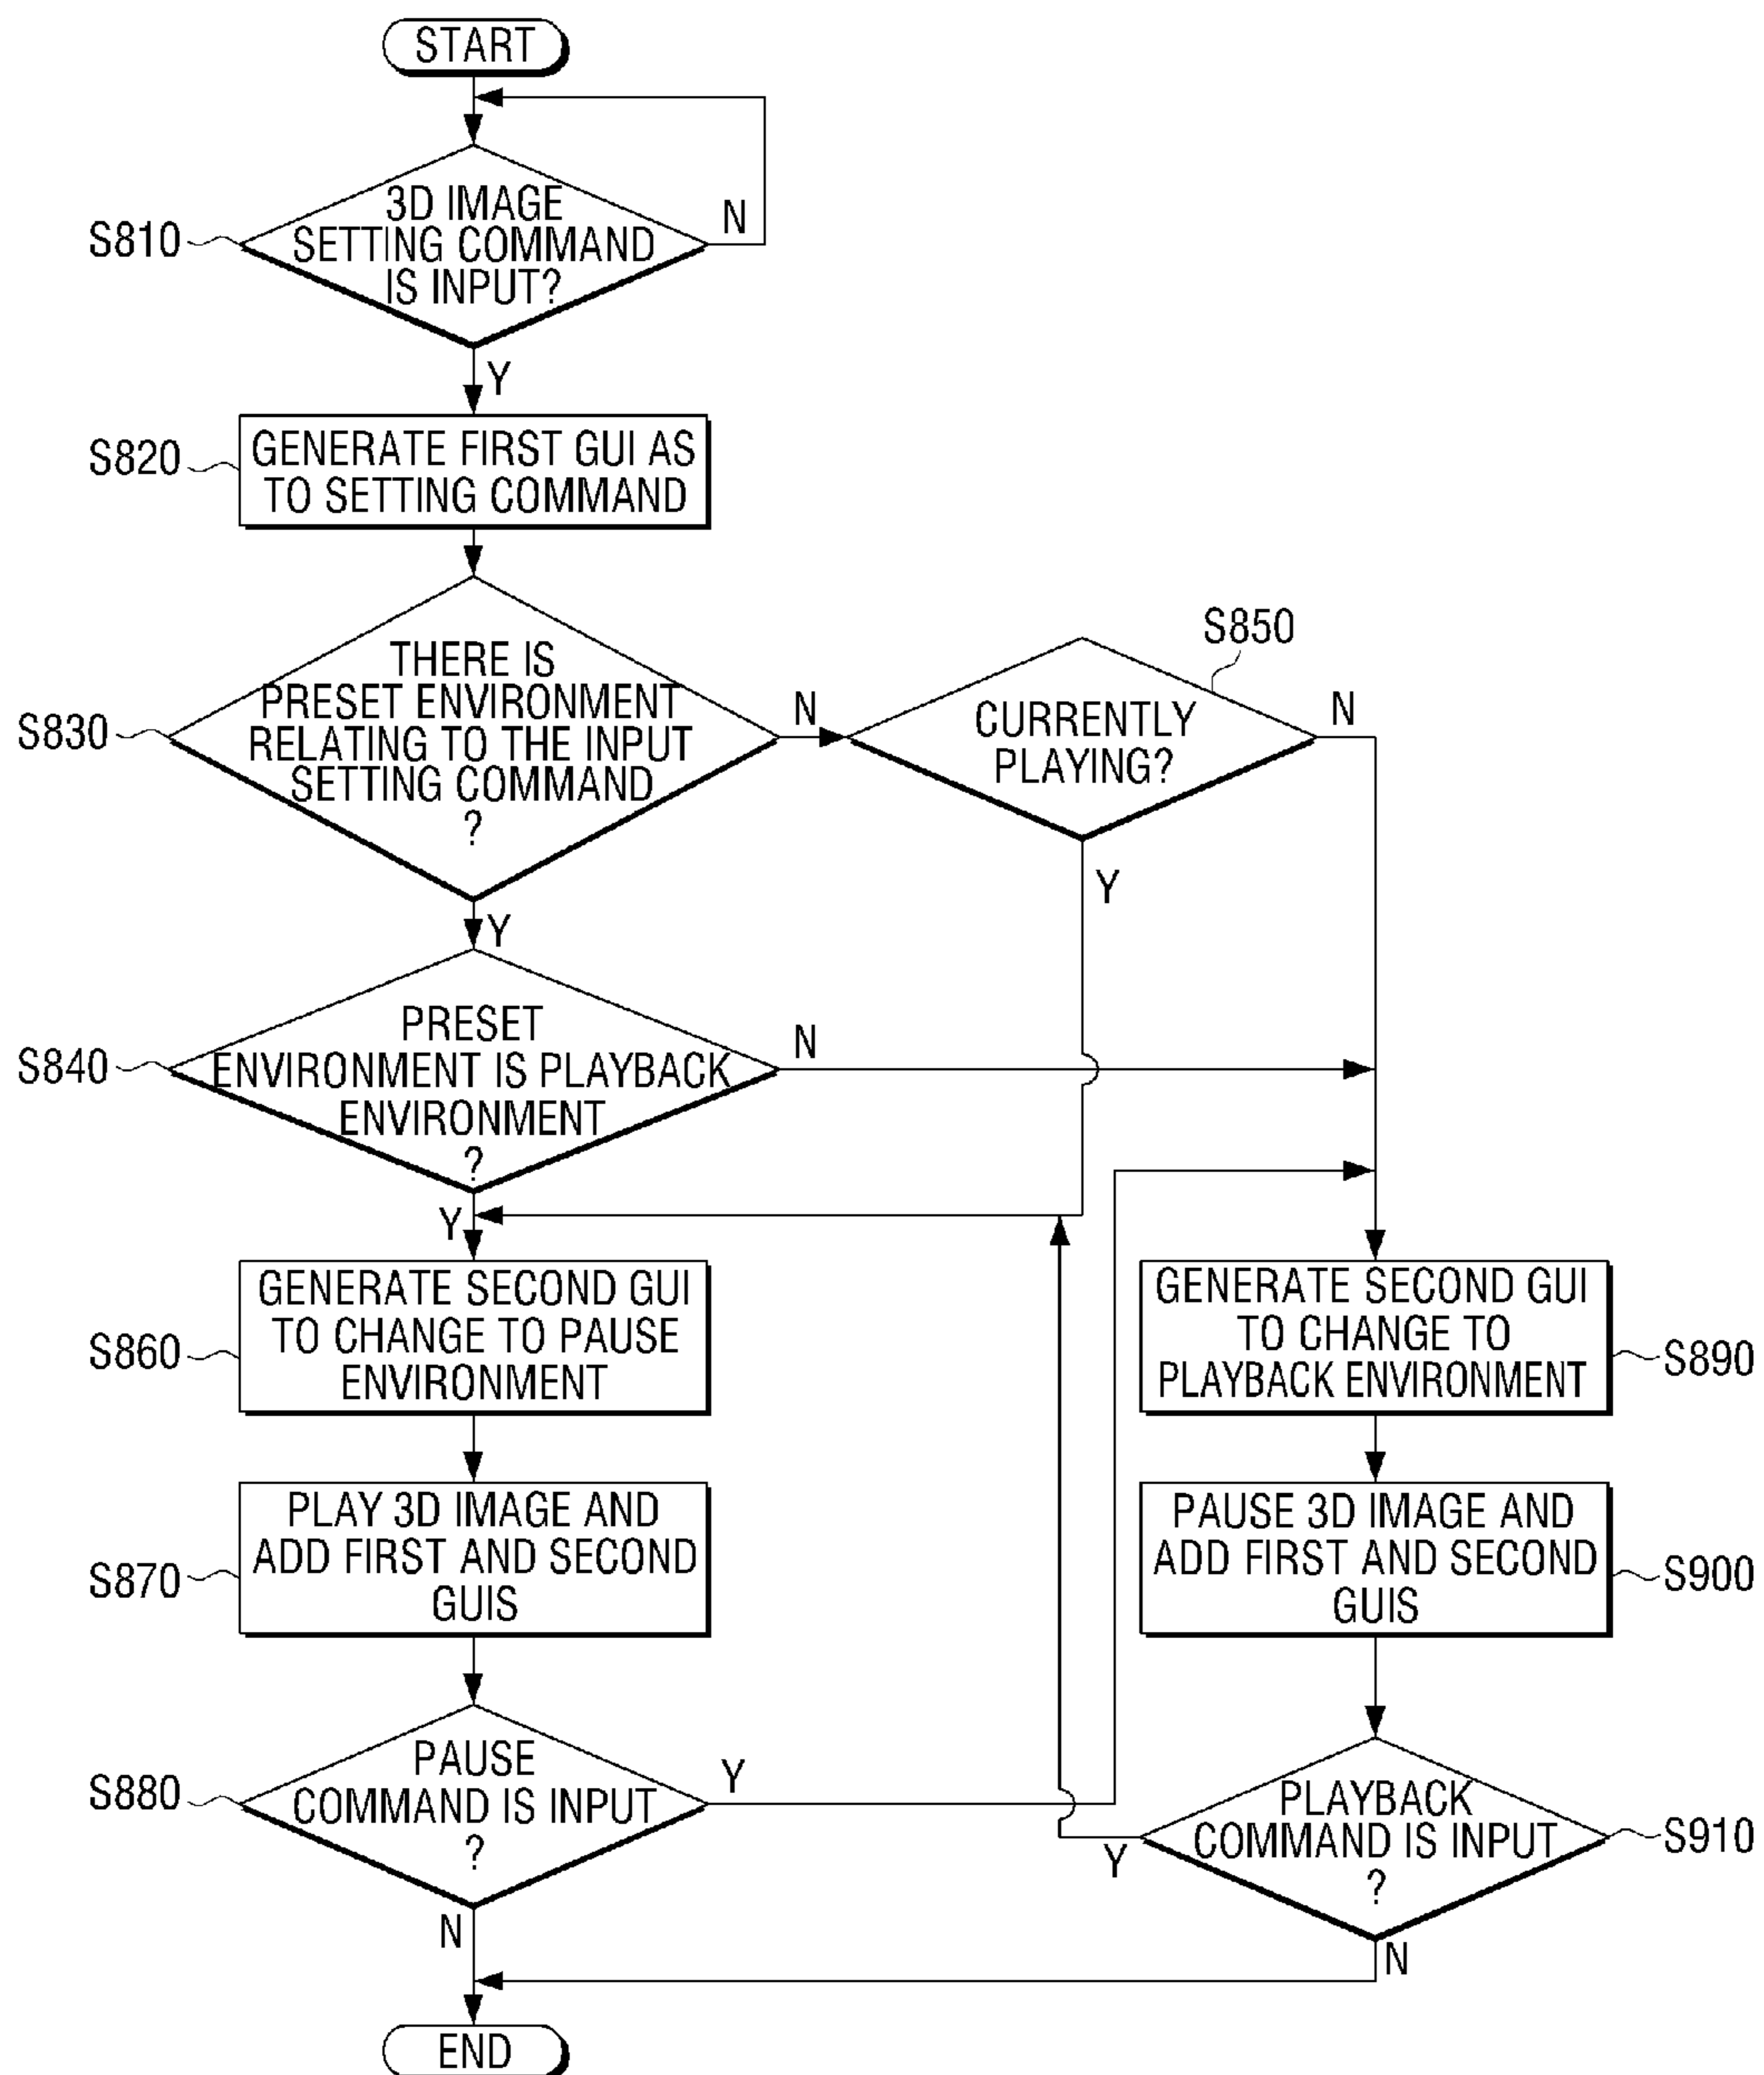 START
S810
3D IMAGE
SETTING COMMAND
IS INPUT?
N
Y
S820
GENERATE FIRST GUI AS
TO SETTING COMMAND
S830
THERE IS
PRESET ENVIRONMENT
RELATING TO THE INPUT
SETTING COMMAND
?
N
Y
S850
CURRENTLY
PLAYING?
N
Y
S840
PRESET
ENVIRONMENT IS PLAYBACK
ENVIRONMENT
?
N
Y
S860
GENERATE SECOND GUI
TO CHANGE TO PAUSE
ENVIRONMENT
GENERATE SECOND GUI
TO CHANGE TO
PLAYBACK ENVIRONMENT
S890
S870
PLAY 3D IMAGE AND
ADD FIRST AND SECOND
GUIS
PAUSE 3D IMAGE AND
ADD FIRST AND SECOND
GUIS
S900
S880
PAUSE
COMMAND IS INPUT
?
Y
N
PLAYBACK
COMMAND IS INPUT
?
S910
Y
N
END